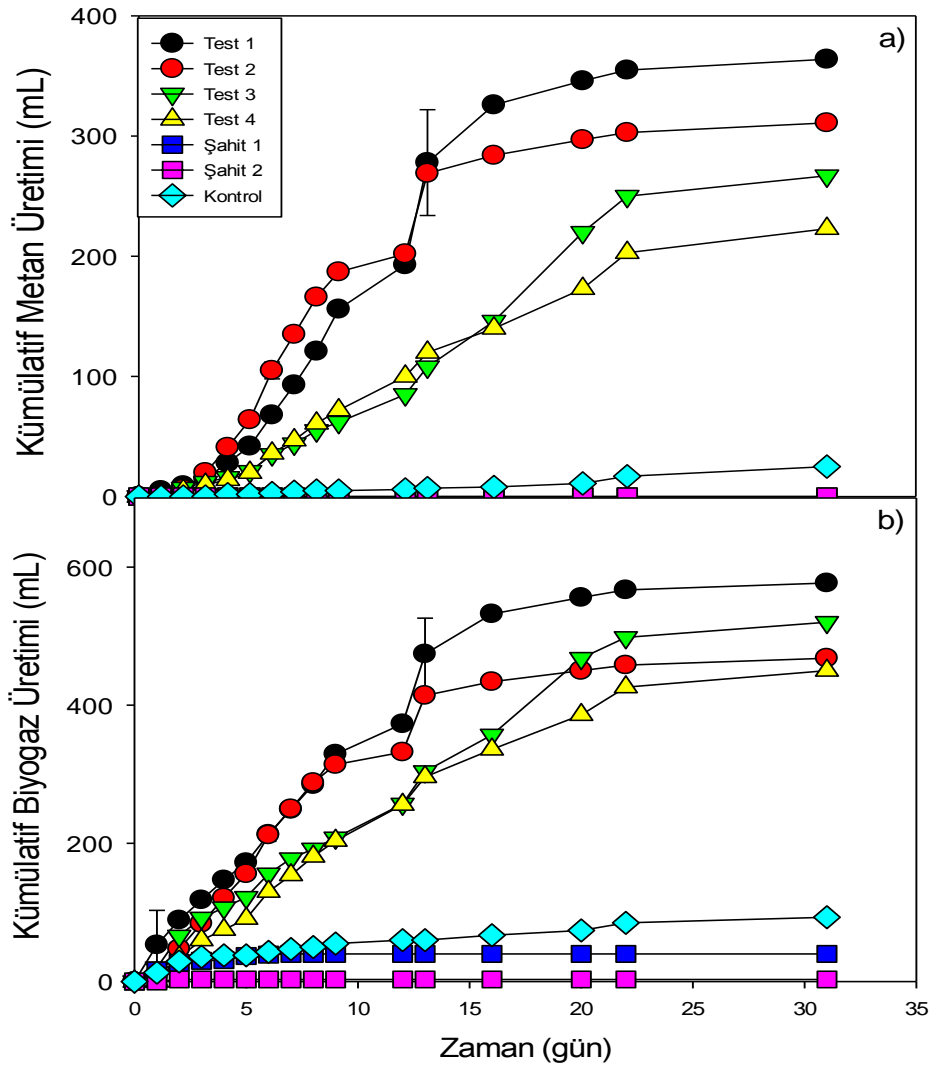 Kümülatif Metan Üretimi (mL)
400
300
200
100
0
Test 1
Test 2
Test 3
Test 4
Şahit 1
Şahit 2
Kontrol
a)
Kümülatif Biyogaz Üretimi (mL)
600
400
200
0
b)
0 5 10 15 20 25 30 35
Zaman (gün)